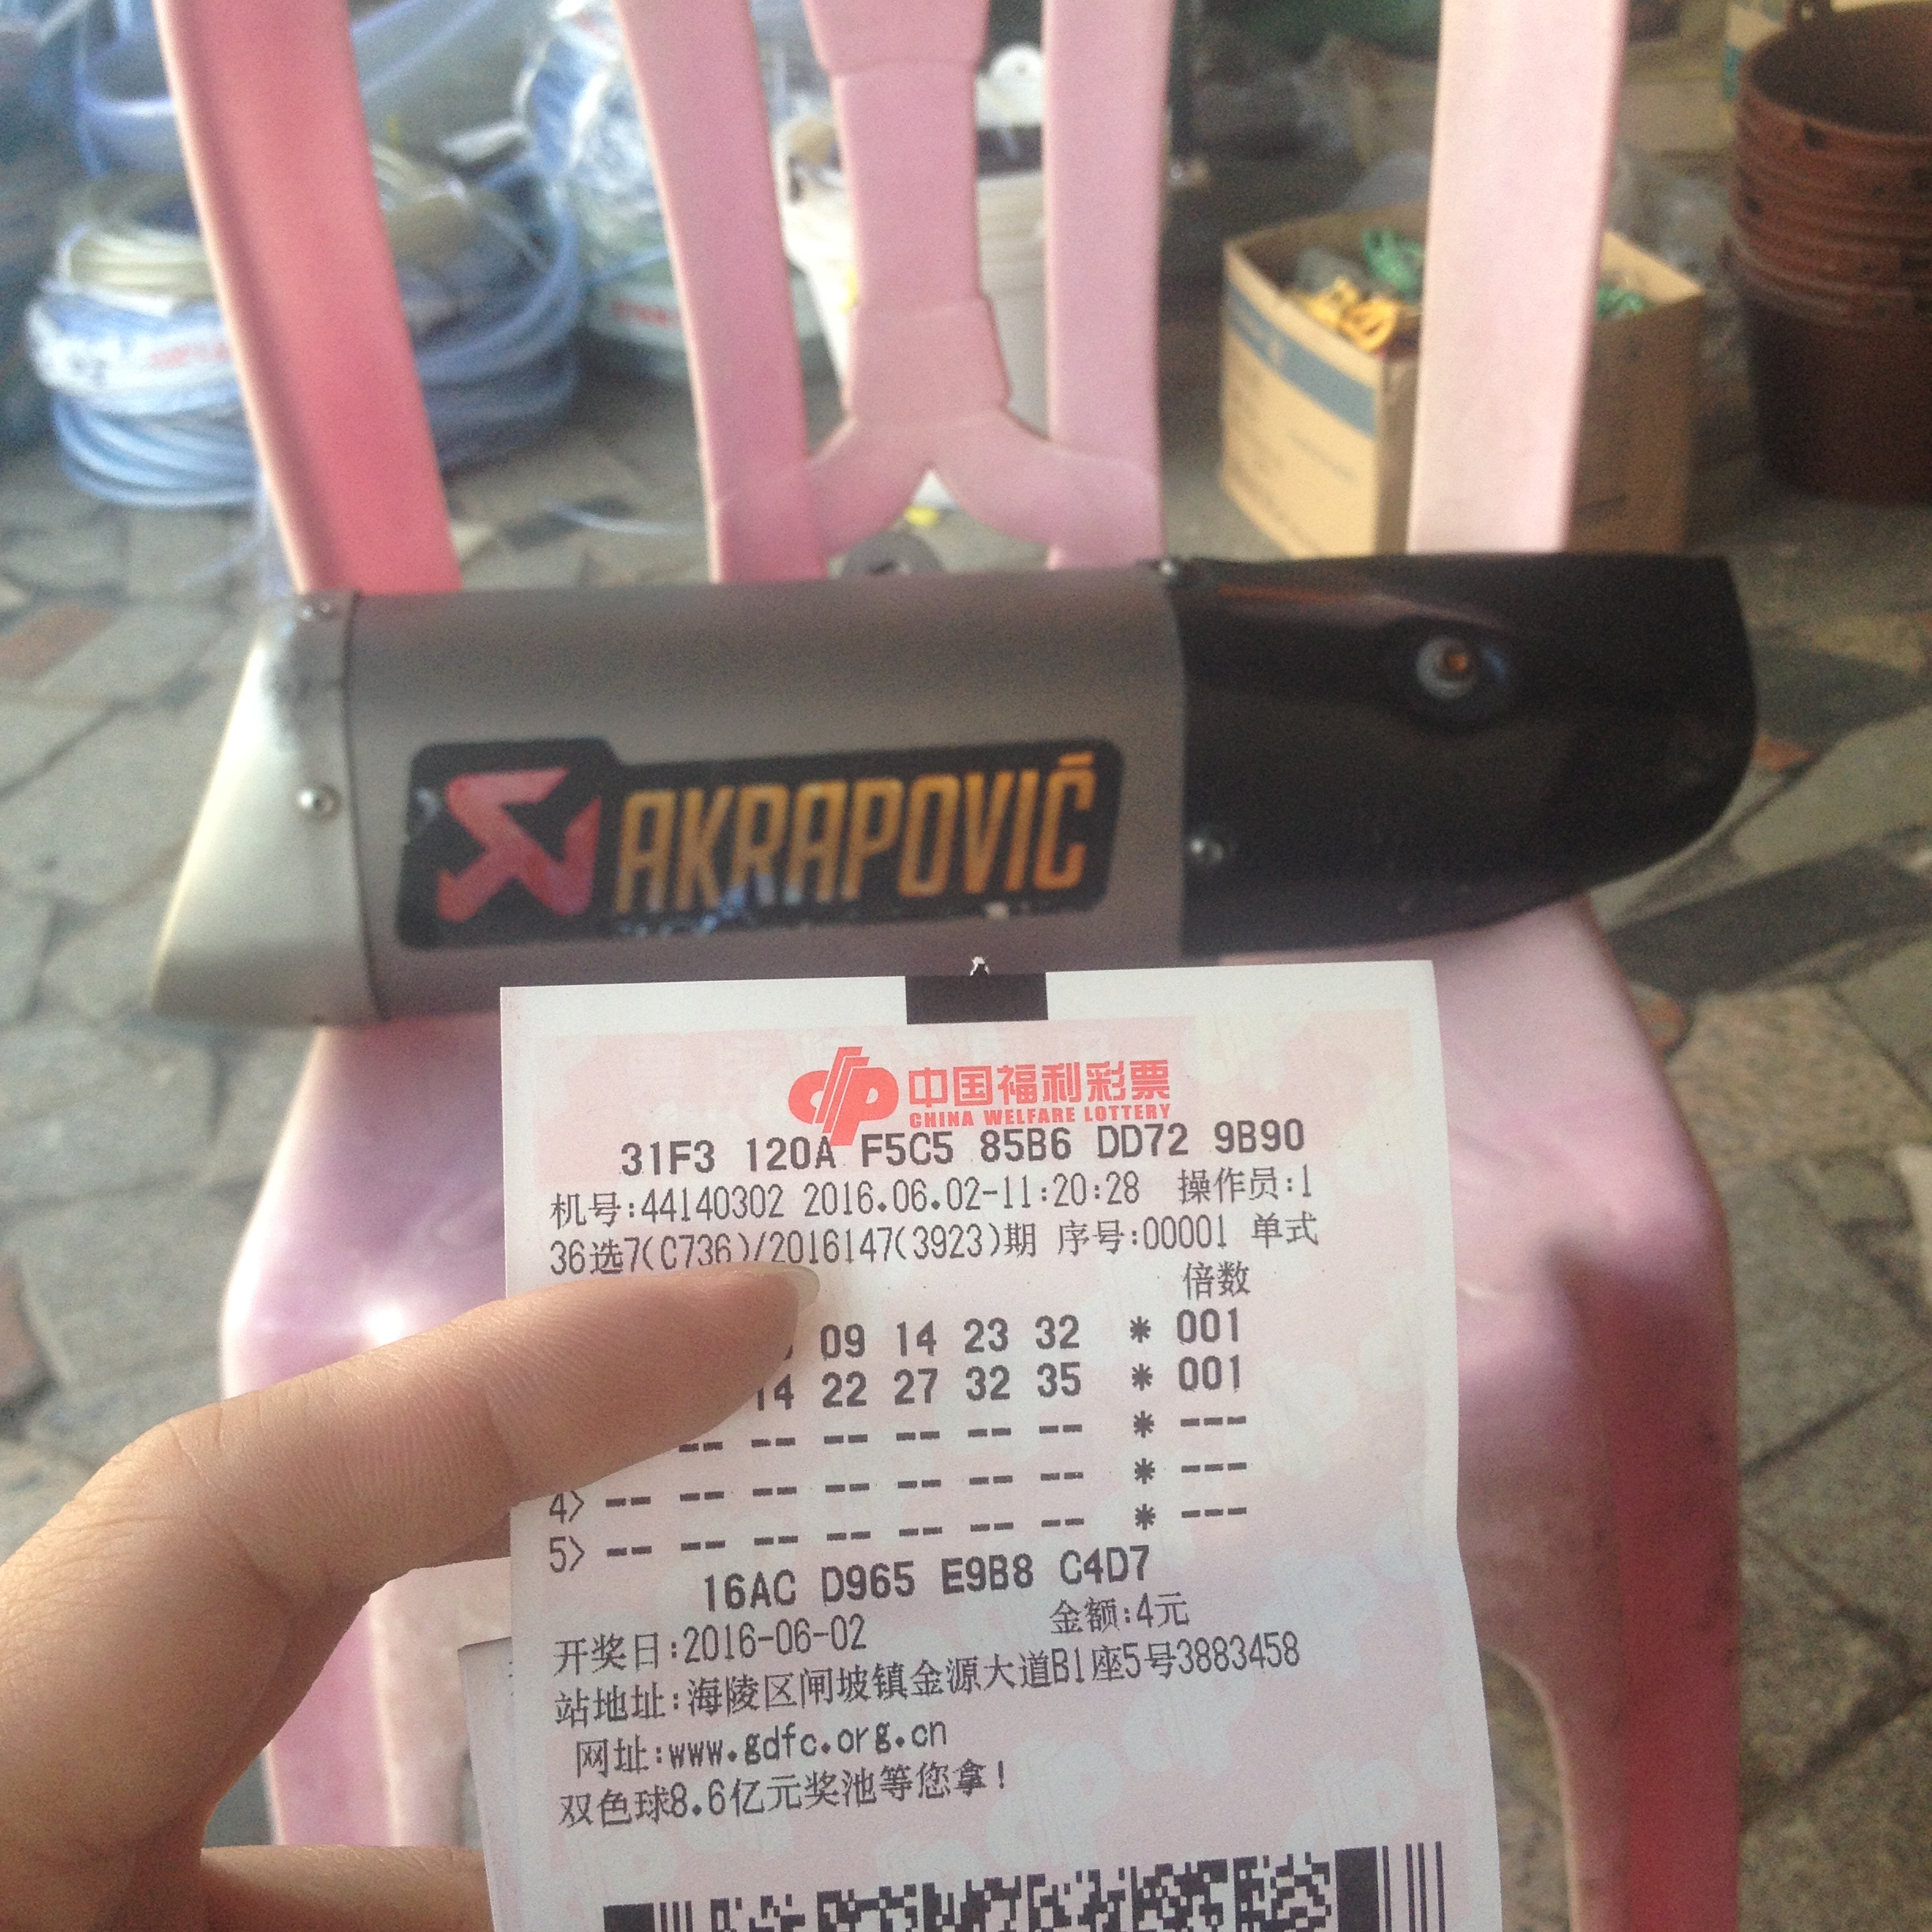 AKRAPOVIČ
中国福利彩票
CHINA WELFARE LOTTERY
31F3 120A F5C5 85B6 DD72 9B90
机号:44140302 2016.06.02-11:20:28 操作员:1
36选7(C736)/2016147(3923)期 序号:00001 单式
倍数
09 14 23 32 * 001
14 22 27 32 35 * 001
-- -- -- -- -- -- * ---
4> -- -- -- -- -- -- -- * ---
5> -- -- -- -- -- -- -- * ---
16AC D965 E9B8 C4D7
开奖日:2016-06-02 金额:4元
站地址:海陵区闸坡镇金源大道B1座5号3883458
网址:www.gdfc.org.cn
双色球8.6亿元奖池等您拿!